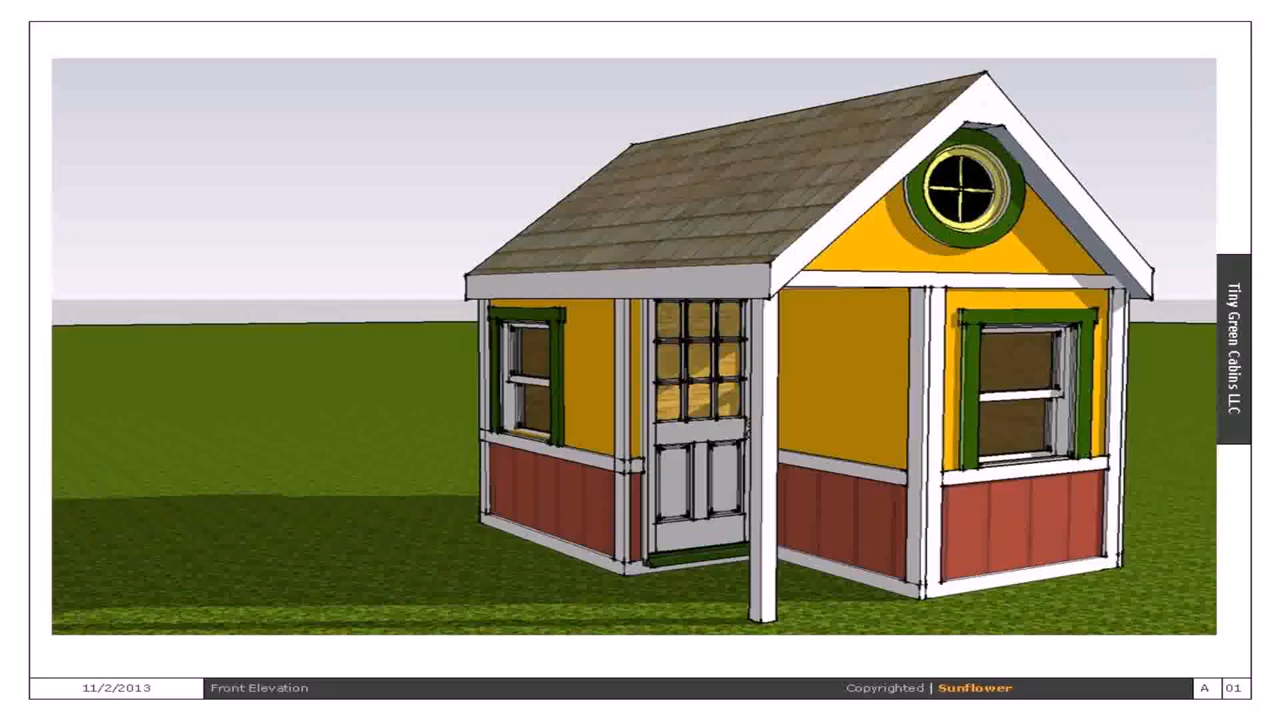 Tiny Green Cabins LLC
11/2/2013
Front Elevation
Copyrighted | Sunflower
A
01